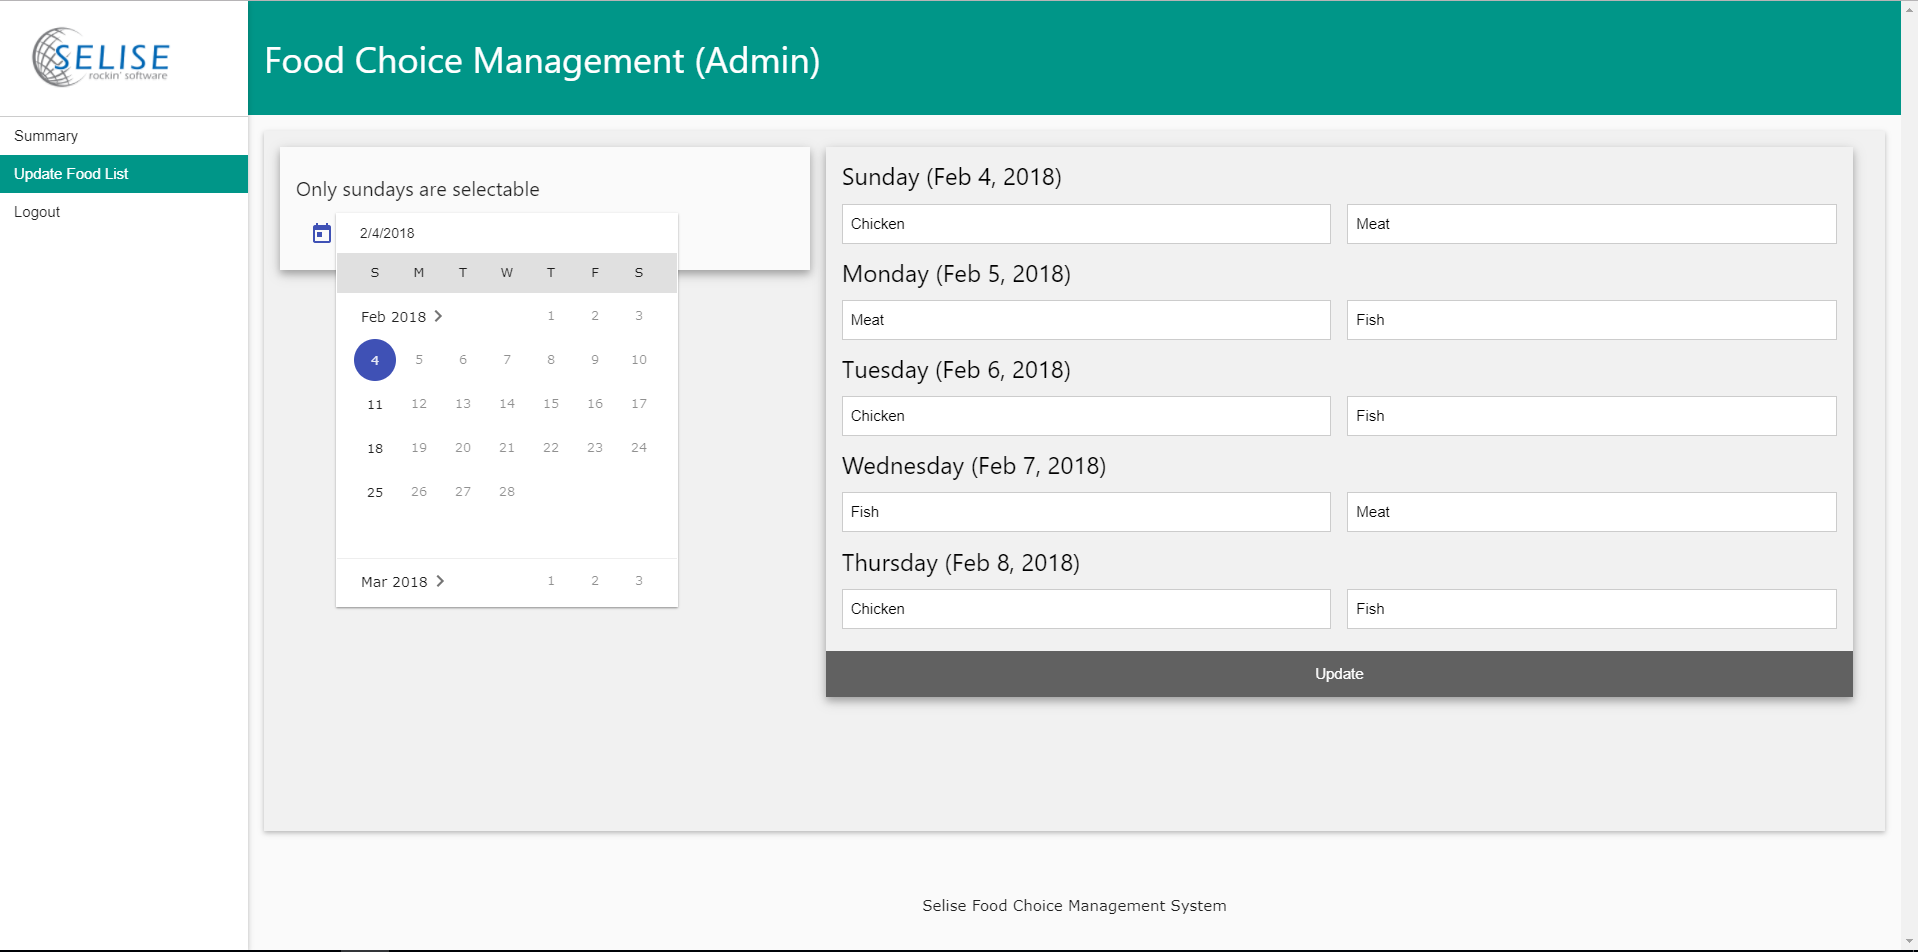 SELISE
rockin' software
Food Choice Management (Admin)
Summary
Update Food List
Logout
Only sundays are selectable
2/4/2018
S M T W T F S
Feb 2018 1 2 3
4 5 6 7 8 9 10
11 12 13 14 15 16 17
18 19 20 21 22 23 24
25 26 27 28
Mar 2018 1 2 3
Sunday (Feb 4, 2018)
Chicken Meat
Monday (Feb 5, 2018)
Meat Fish
Tuesday (Feb 6, 2018)
Chicken Fish
Wednesday (Feb 7, 2018)
Fish Meat
Thursday (Feb 8, 2018)
Chicken Fish
Update
Selise Food Choice Management System